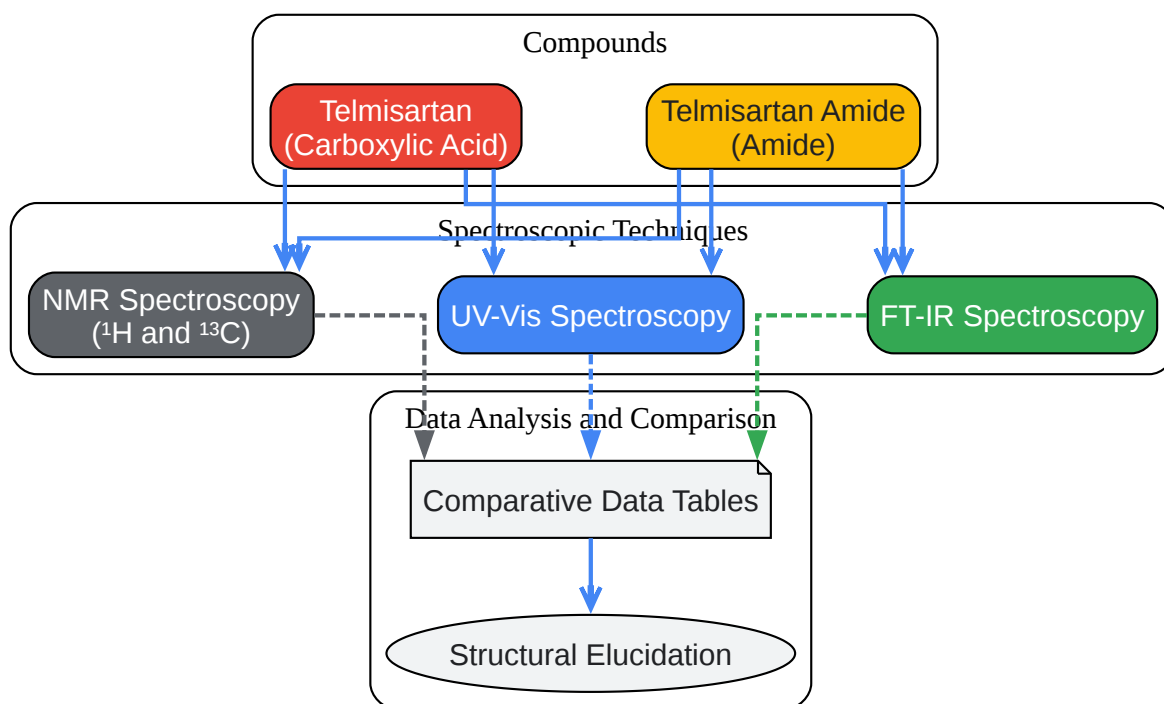 Compounds
Telmisartan
(Carboxylic Acid)
Telmisartan Amide
(Amide)
Spectroscopic Techniques
NMR Spectroscopy
(¹H and ¹³C)
UV-Vis Spectroscopy
FT-IR Spectroscopy
Data Analysis and Comparison
Comparative Data Tables
Structural Elucidation